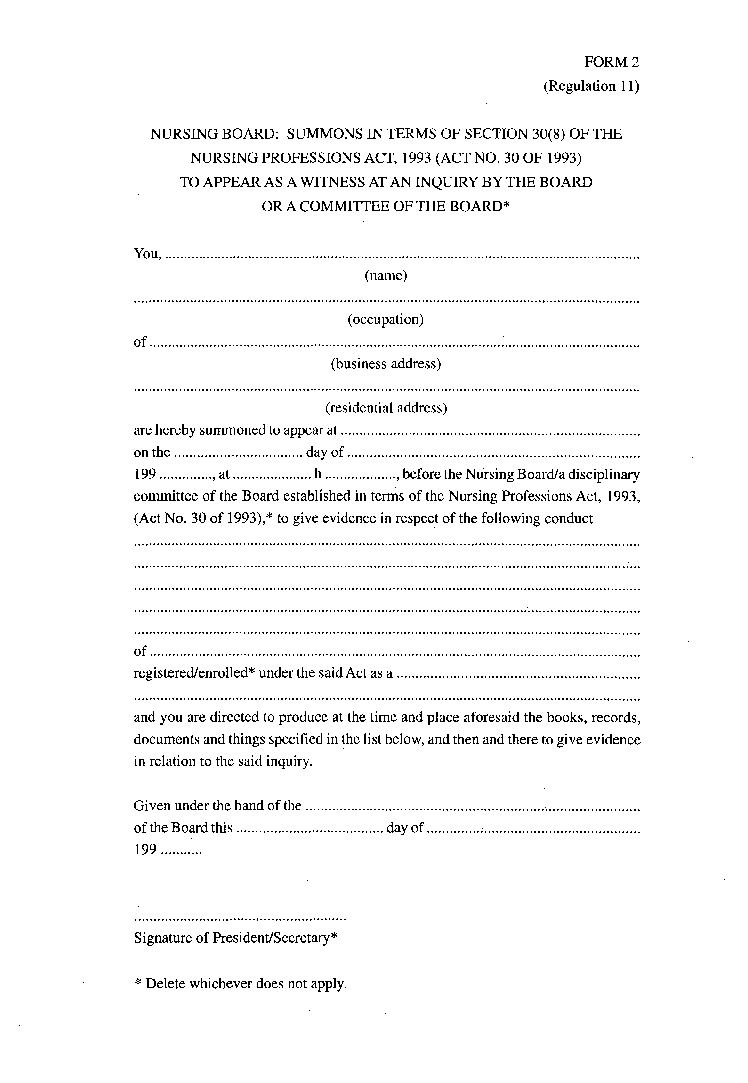 FORM 2
(Regulation 11)
NURSING BOARD: SUMMONS IN TERMS OF SECTION 30(8) OF THE
NURSING PROFESSIONS ACT, 1993 (ACT NO. 30 OF 1993)
TO APPEAR AS A WITNESS AT AN INQUIRY BY THE BOARD
OR A COMMITTEE OF THE BOARD*
You, ..............................................................
(name)
..............................................................
(occupation)
of ..............................................................
(business address)
..............................................................
(residential address)
are hereby summoned to appear at ..............................................................
on the .................................. day of ..............................................................
199 .............., at ..................... h ..................., before the Nursing Board/a disciplinary
committee of the Board established in terms of the Nursing Professions Act, 1993,
(Act No. 30 of 1993),* to give evidence in respect of the following conduct
..............................................................
..............................................................
..............................................................
..............................................................
..............................................................
of ..............................................................
registered/enrolled* under the said Act as a ..............................................................
..............................................................
and you are directed to produce at the time and place aforesaid the books, records,
documents and things specified in the list below, and then and there to give evidence
in relation to the said inquiry.
Given under the hand of the ..............................................................
of the Board this ....................................... day of ..............................................................
199 ...........
..............................................................
Signature of President/Secretary*
* Delete whichever does not apply.